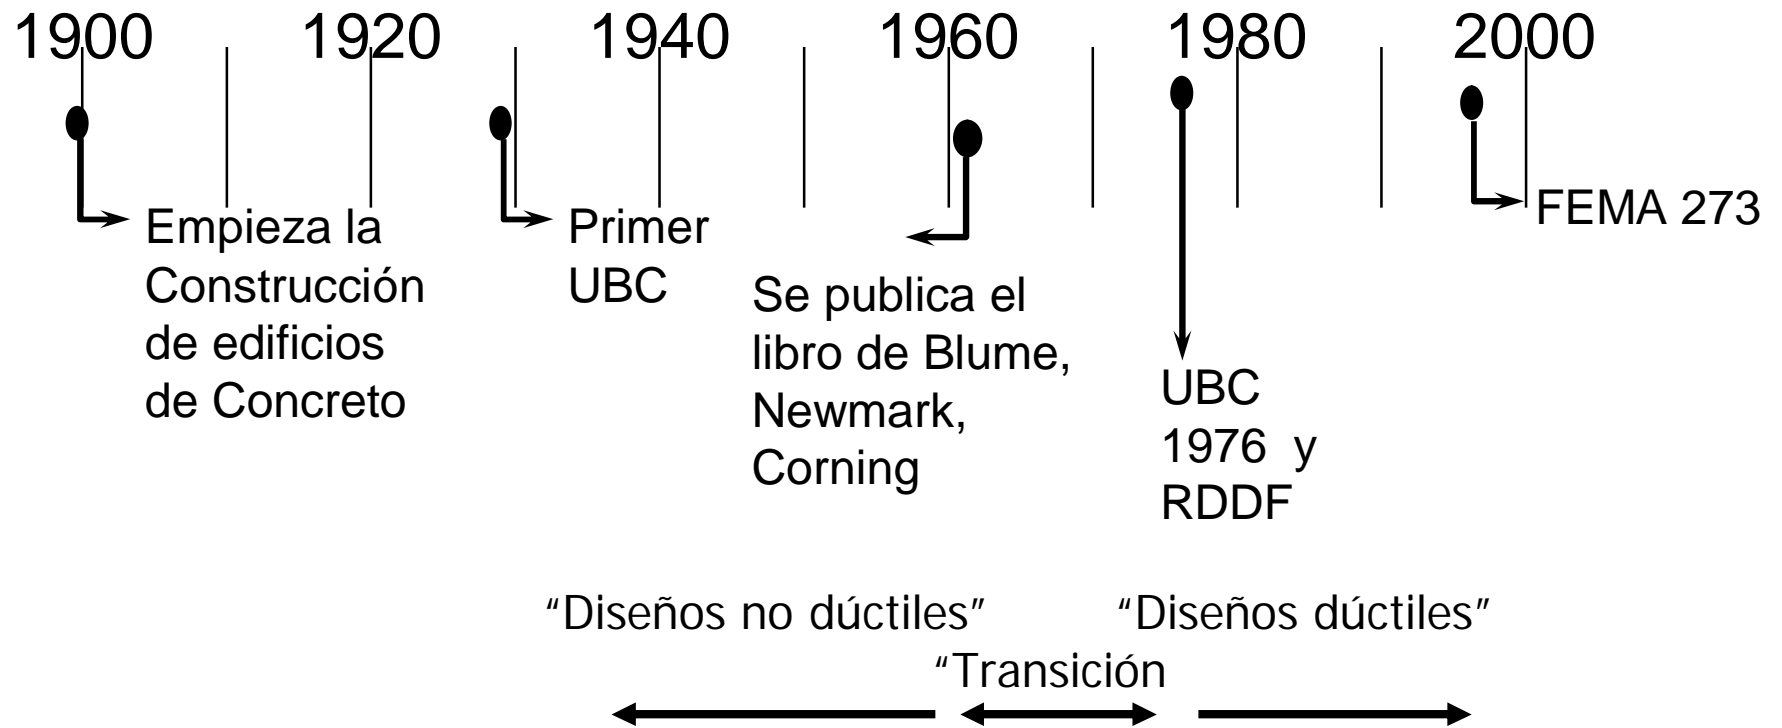 1900 1920 1940 1960 1980 2000
Empieza la
Construcción
de edificios
de Concreto
Primer
UBC
Se publica el
libro de Blume,
Newmark,
Corning
UBC
1976 y
RDDF
FEMA 273
“Diseños no dúctiles” “Diseños dúctiles”
“Transición